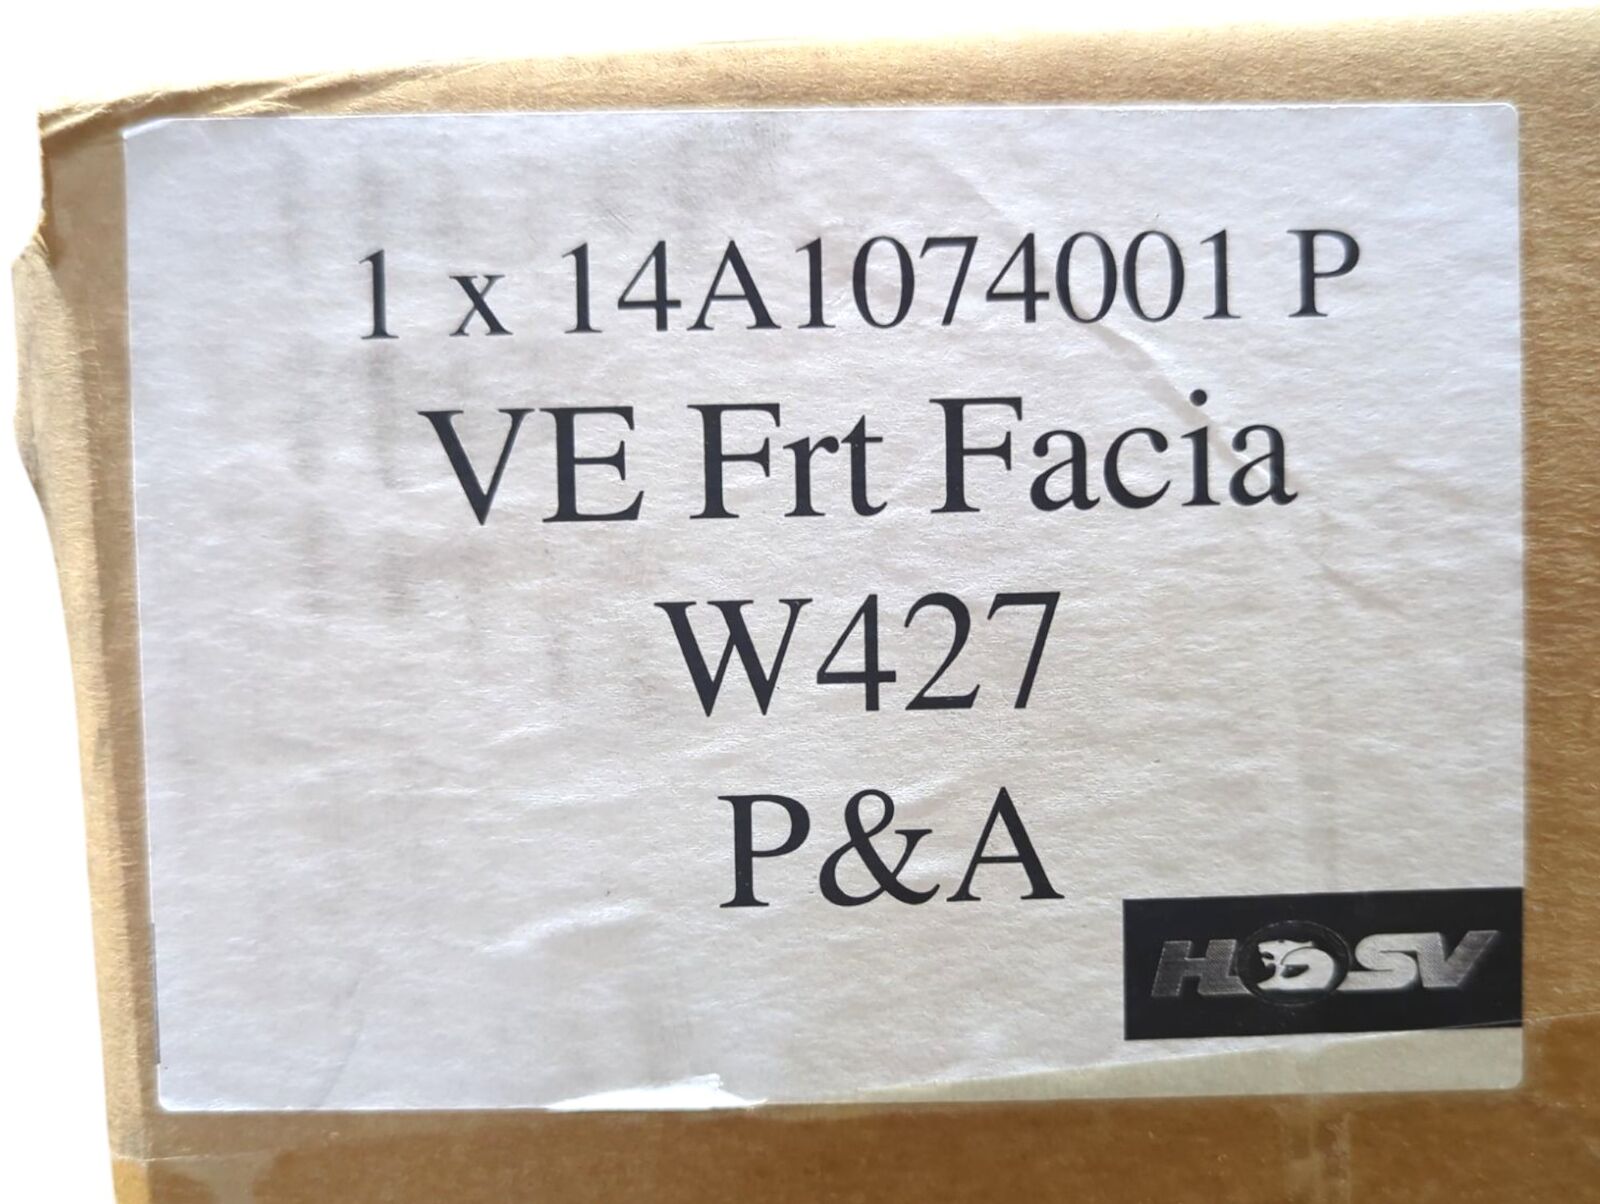 1 x 14A1074001 P
VE Frt Facia
W427
P&A
HSV